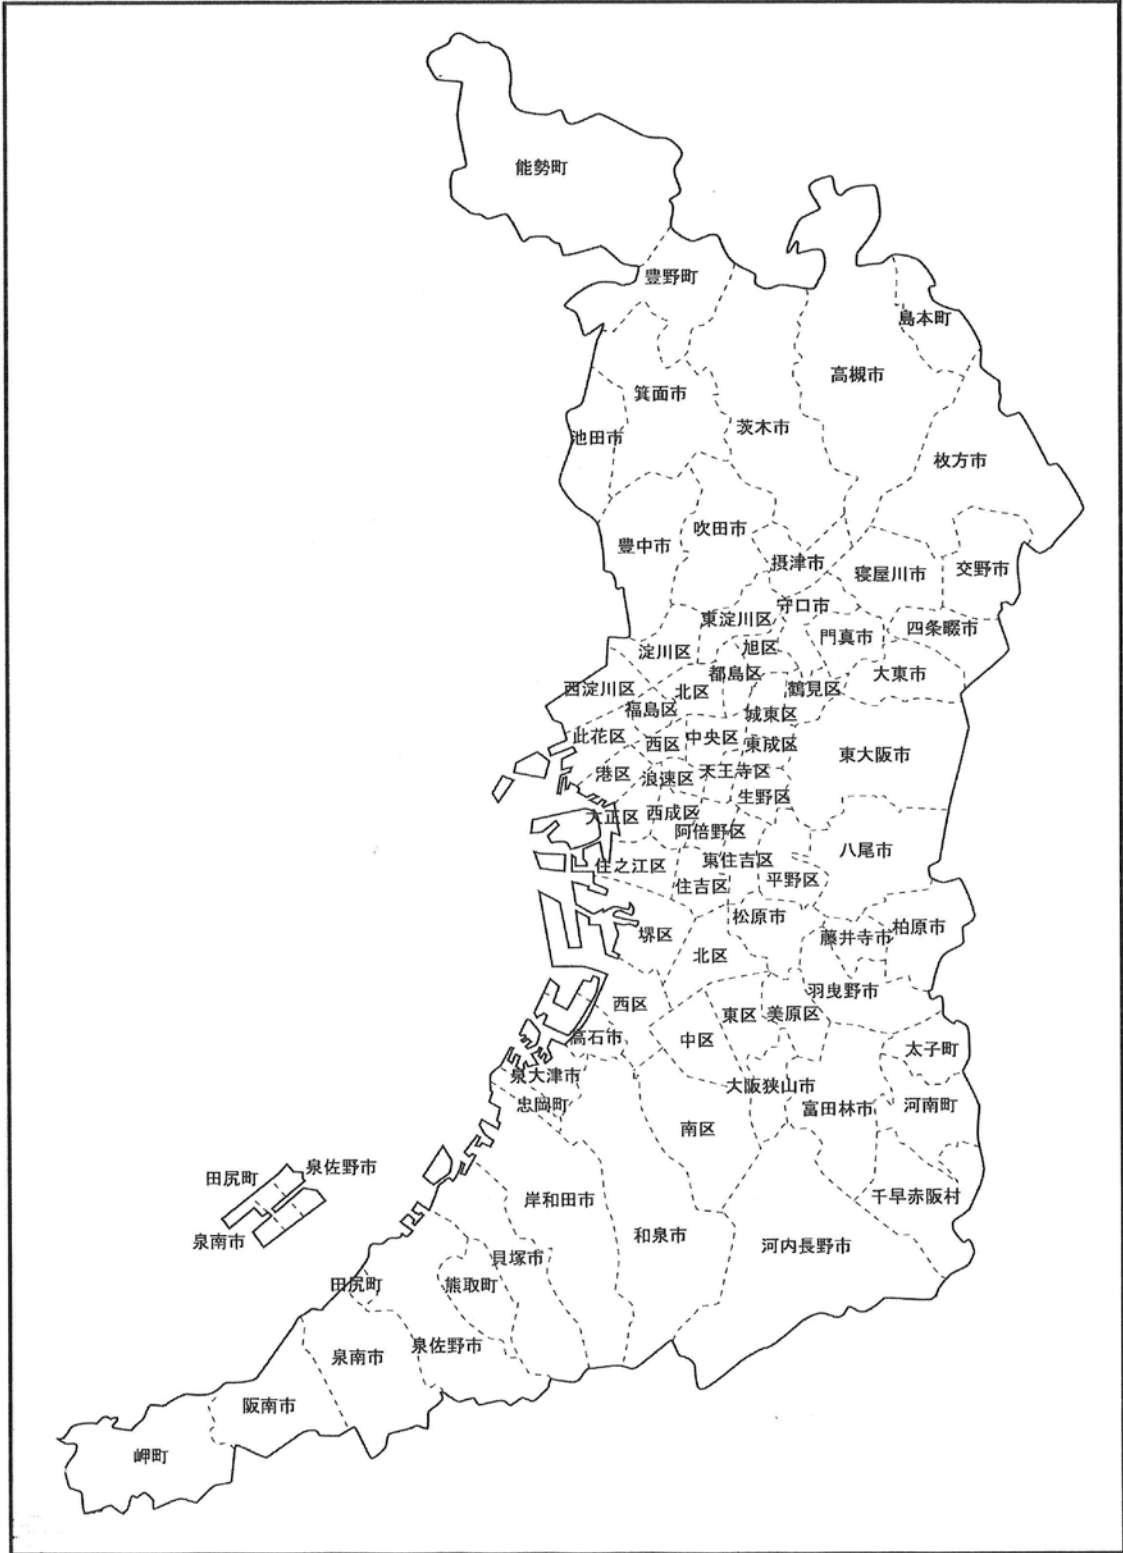 能勢町
豊野町
島本町
高槻市
箕面市
茨木市
池田市
枚方市
吹田市
豊中市
摂津市
寝屋川市
交野市
守口市
東淀川区
門真市
四条畷市
旭区
淀川区
都島区
大東市
西淀川区
北区
鶴見区
福島区
城東区
此花区
西区
中央区
東成区
東大阪市
港区
浪速区
天王寺区
生野区
大正区
西成区
阿倍野区
八尾市
住之江区
東住吉区
平野区
住吉区
松原市
堺区
藤井寺市
柏原市
北区
羽曳野市
西区
東区
美原区
高石市
中区
太子町
泉大津市
大阪狭山市
忠岡町
富田林市
河南町
南区
田尻町
泉佐野市
岸和田市
千早赤阪村
泉南市
和泉市
河内長野市
貝塚市
田尻町
熊取町
泉佐野市
泉南市
阪南市
岬町